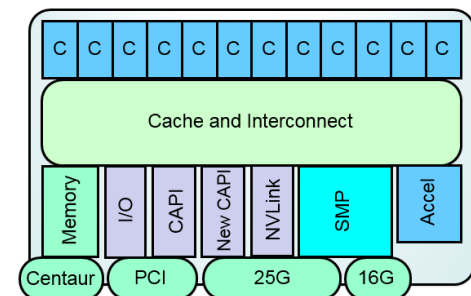 C C C C C C C C C C C C
Cache and Interconnect
Memory
I/O
CAPI
New CAPI
NVLink
SMP
Accel
Centaur
PCI
25G
16G